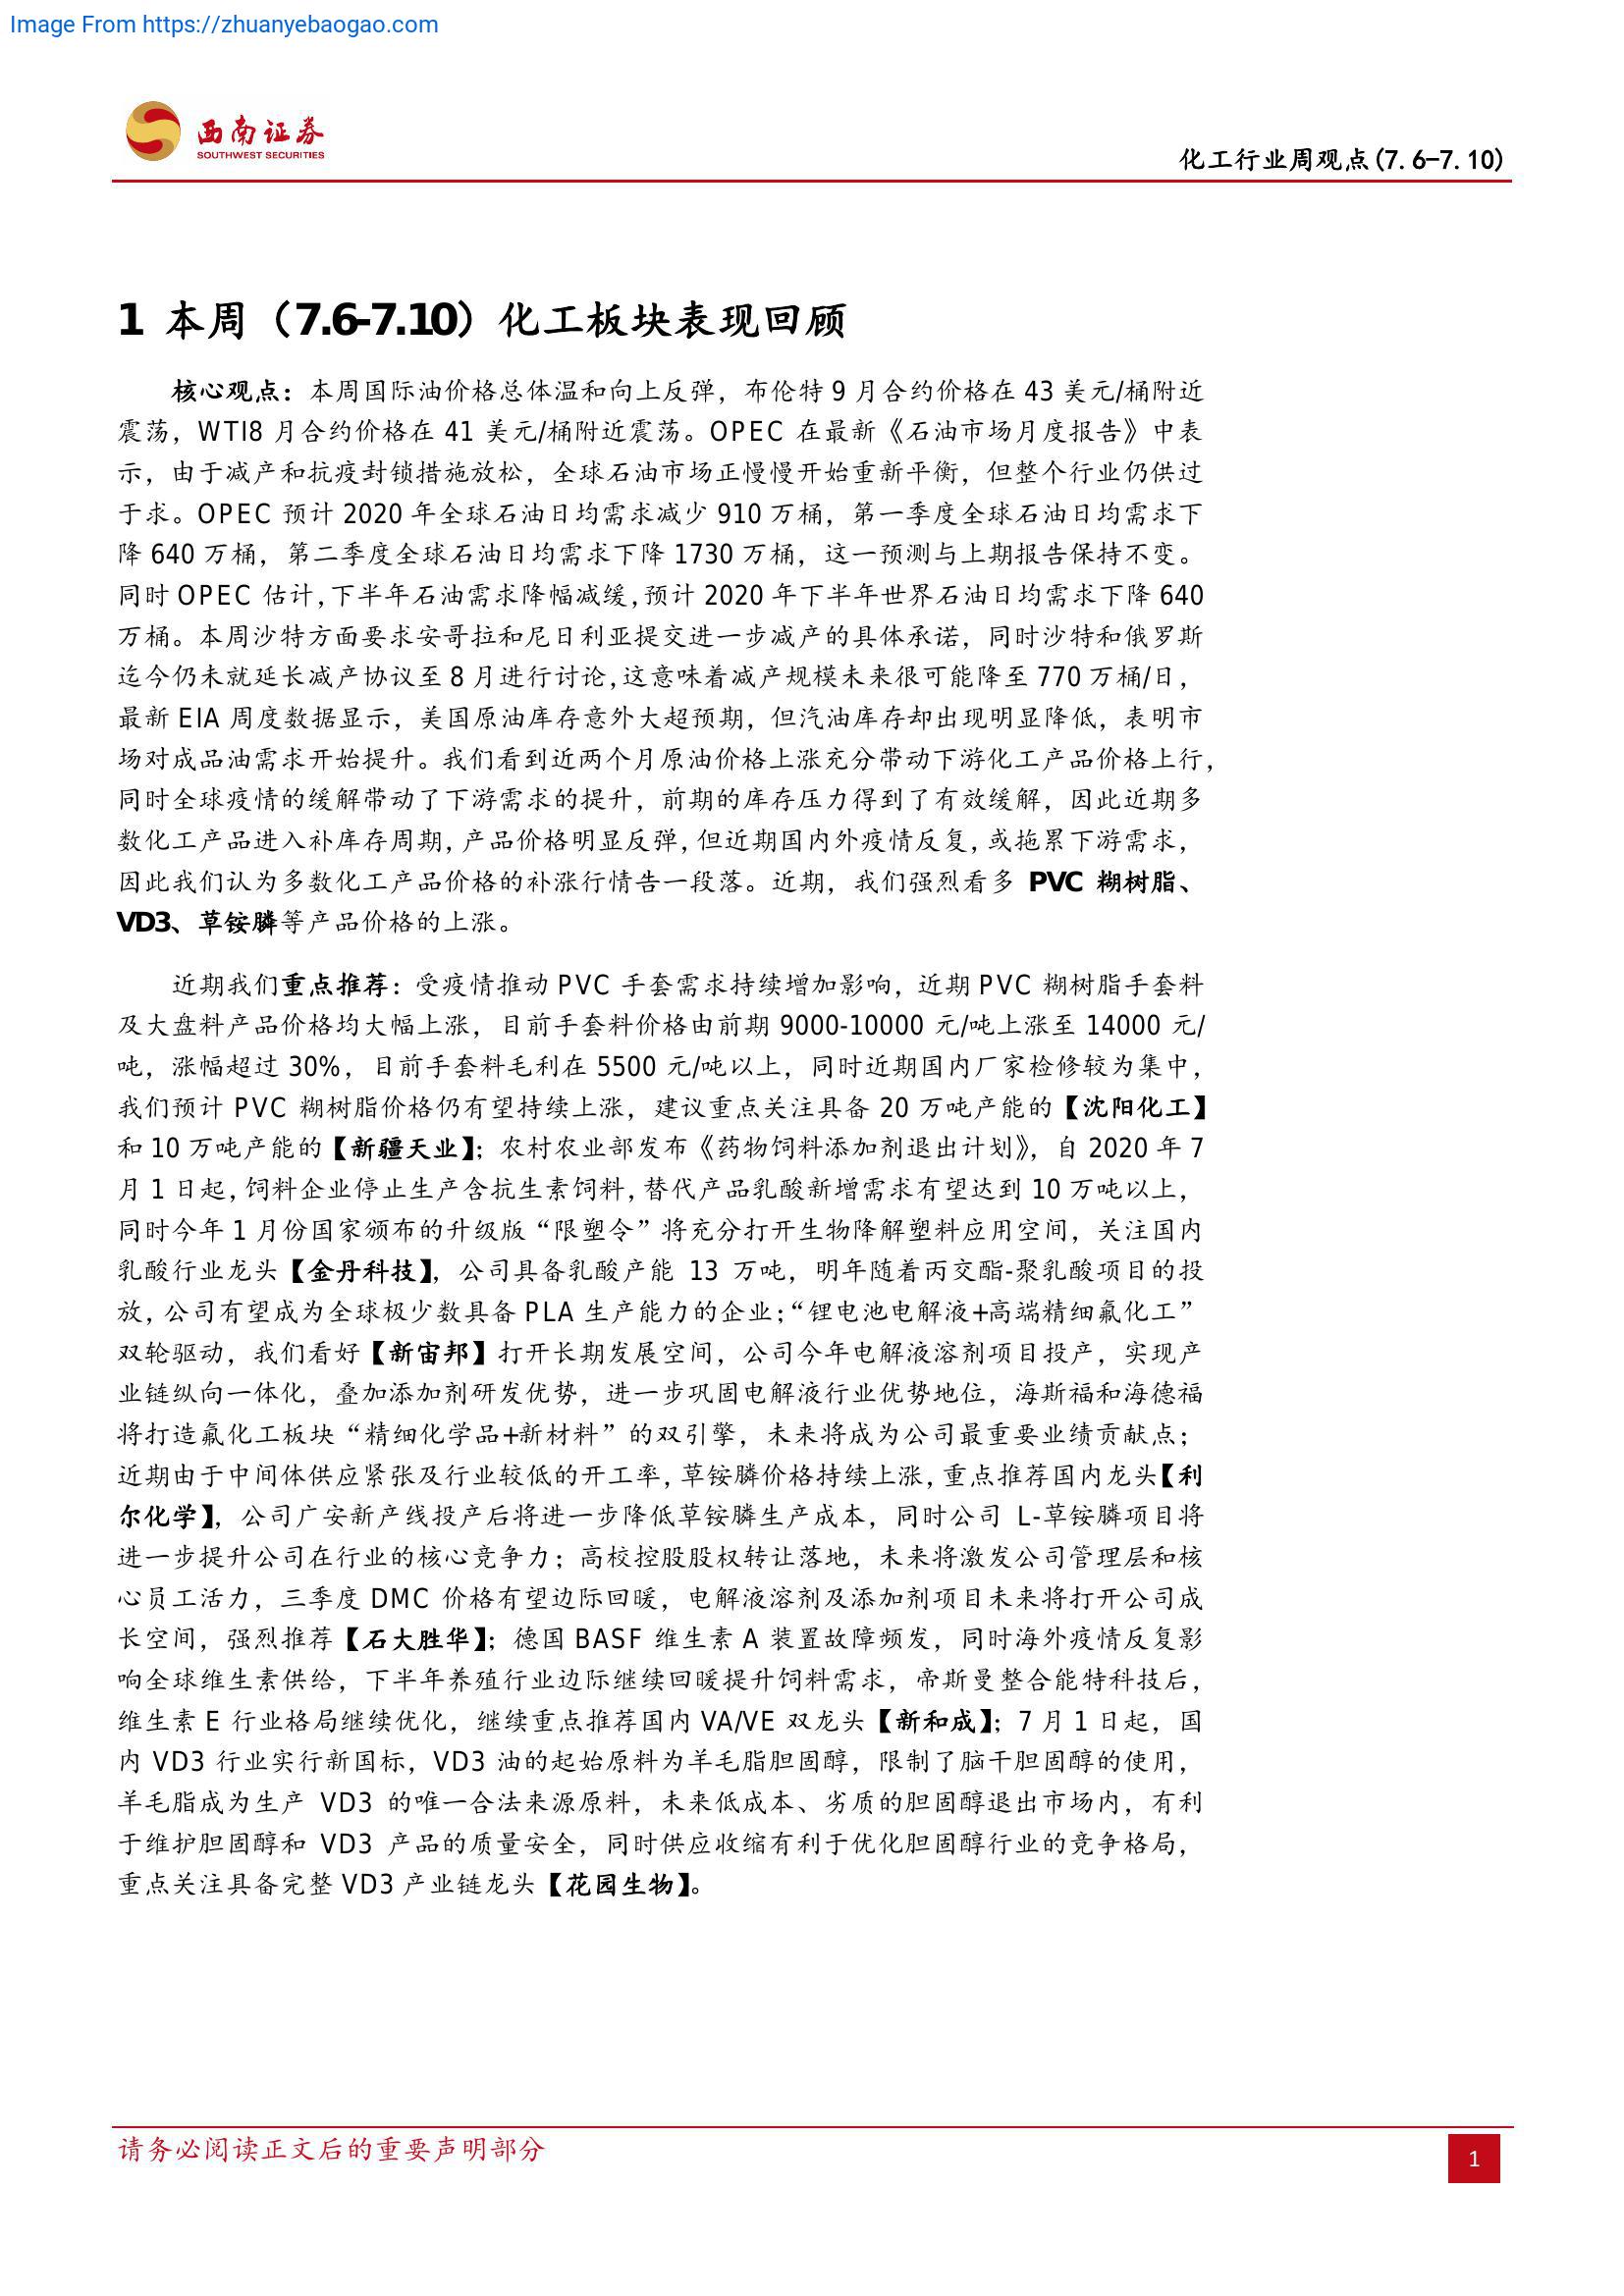 Image From https://zhuanyebaogao.com
西南证券
SOUTHWEST SECURITIES
化工行业周观点(7.6-7.10)
1 本周（7.6-7.10）化工板块表现回顾
核心观点：本周国际油价格总体温和向上反弹，布伦特 9 月合约价格在 43 美元/桶附近
震荡，WTI8 月合约价格在 41 美元/桶附近震荡。OPEC 在最新《石油市场月度报告》中表
示，由于减产和抗疫封锁措施放松，全球石油市场正慢慢开始重新平衡，但整个行业仍供过
于求。OPEC 预计 2020 年全球石油日均需求减少 910 万桶，第一季度全球石油日均需求下
降 640 万桶，第二季度全球石油日均需求下降 1730 万桶，这一预测与上期报告保持不变。
同时 OPEC 估计，下半年石油需求降幅减缓，预计 2020 年下半年世界石油日均需求下降 640
万桶。本周沙特方面要求安哥拉和尼日利亚提交进一步减产的具体承诺，同时沙特和俄罗斯
迄今仍未就延长减产协议至 8 月进行讨论，这意味着减产规模未来很可能降至 770 万桶/日，
最新 EIA 周度数据显示，美国原油库存意外大超预期，但汽油库存却出现明显降低，表明市
场对成品油需求开始提升。我们看到近两个月原油价格上涨充分带动下游化工产品价格上行，
同时全球疫情的缓解带动了下游需求的提升，前期的库存压力得到了有效缓解，因此近期多
数化工产品进入补库存周期，产品价格明显反弹，但近期国内外疫情反复，或拖累下游需求，
因此我们认为多数化工产品价格的补涨行情告一段落。近期，我们强烈看多 PVC 糊树脂、
VD3、草铵膦等产品价格的上涨。
近期我们重点推荐：受疫情推动 PVC 手套需求持续增加影响，近期 PVC 糊树脂手套料
及大盘料产品价格均大幅上涨，目前手套料价格由前期 9000-10000 元/吨上涨至 14000 元/
吨，涨幅超过 30%，目前手套料毛利在 5500 元/吨以上，同时近期国内厂家检修较为集中，
我们预计 PVC 糊树脂价格仍有望持续上涨，建议重点关注具备 20 万吨产能的【沈阳化工】
和 10 万吨产能的【新疆天业】；农村农业部发布《药物饲料添加剂退出计划》，自 2020 年 7
月 1 日起，饲料企业停止生产含抗生素饲料，替代产品乳酸新增需求有望达到 10 万吨以上，
同时今年 1 月份国家颁布的升级版“限塑令”将充分打开生物降解塑料应用空间，关注国内
乳酸行业龙头【金丹科技】，公司具备乳酸产能 13 万吨，明年随着丙交酯-聚乳酸项目的投
放，公司有望成为全球极少数具备 PLA 生产能力的企业；“锂电池电解液+高端精细氟化工”
双轮驱动，我们看好【新宙邦】打开长期发展空间，公司今年电解液溶剂项目投产，实现产
业链纵向一体化，叠加添加剂研发优势，进一步巩固电解液行业优势地位，海斯福和海德福
将打造氟化工板块“精细化学品+新材料”的双引擎，未来将成为公司最重要业绩贡献点；
近期由于中间体供应紧张及行业较低的开工率，草铵膦价格持续上涨，重点推荐国内龙头【利
尔化学】，公司广安新产线投产后将进一步降低草铵膦生产成本，同时公司 L-草铵膦项目将
进一步提升公司在行业的核心竞争力；高校控股股权转让落地，未来将激发公司管理层和核
心员工活力，三季度 DMC 价格有望边际回暖，电解液溶剂及添加剂项目未来将打开公司成
长空间，强烈推荐【石大胜华】；德国 BASF 维生素 A 装置故障频发，同时海外疫情反复影
响全球维生素供给，下半年养殖行业边际继续回暖提升饲料需求，帝斯曼整合能特科技后，
维生素 E 行业格局继续优化，继续重点推荐国内 VA/VE 双龙头【新和成】；7 月 1 日起，国
内 VD3 行业实行新国标，VD3 油的起始原料为羊毛脂胆固醇，限制了脑干胆固醇的使用，
羊毛脂成为生产 VD3 的唯一合法来源原料，未来低成本、劣质的胆固醇退出市场内，有利
于维护胆固醇和 VD3 产品的质量安全，同时供应收缩有利于优化胆固醇行业的竞争格局，
重点关注具备完整 VD3 产业链龙头【花园生物】。
请务必阅读正文后的重要声明部分
1